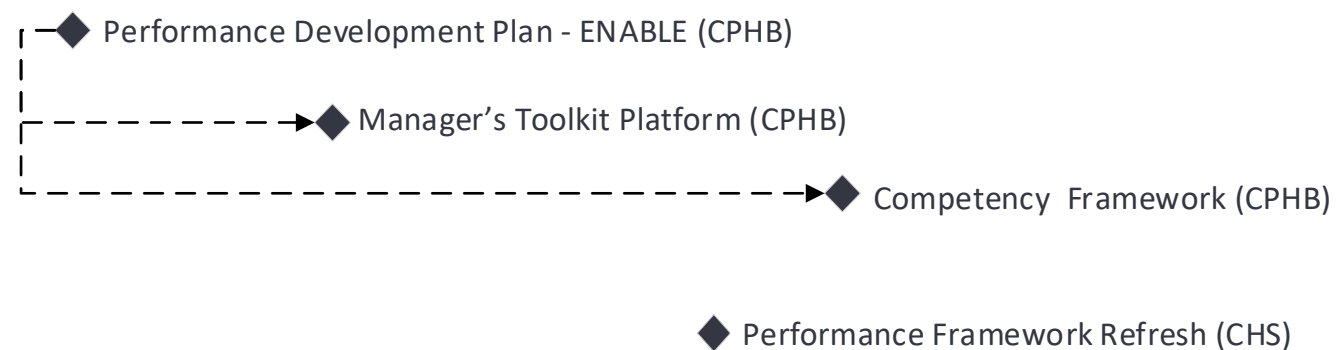 Performance Development Plan - ENABLE (CPHB)
Manager’s Toolkit Platform (CPHB)
Competency Framework (CPHB)
Performance Framework Refresh (CHS)